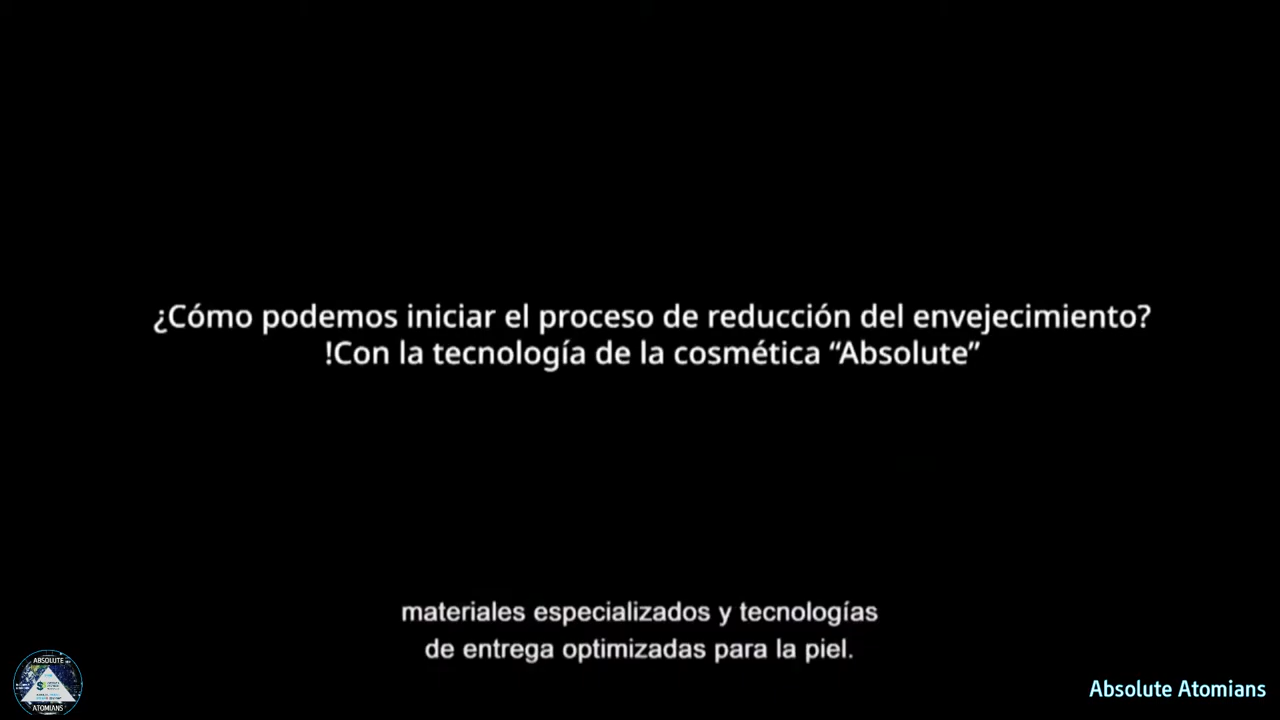 ¿Cómo podemos iniciar el proceso de reducción del envejecimiento?
!Con la tecnología de la cosmética “Absolute”
materiales especializados y tecnologías
de entrega optimizadas para la piel.
ABSOLUTE
ATOMIANS
Absolute Atomians